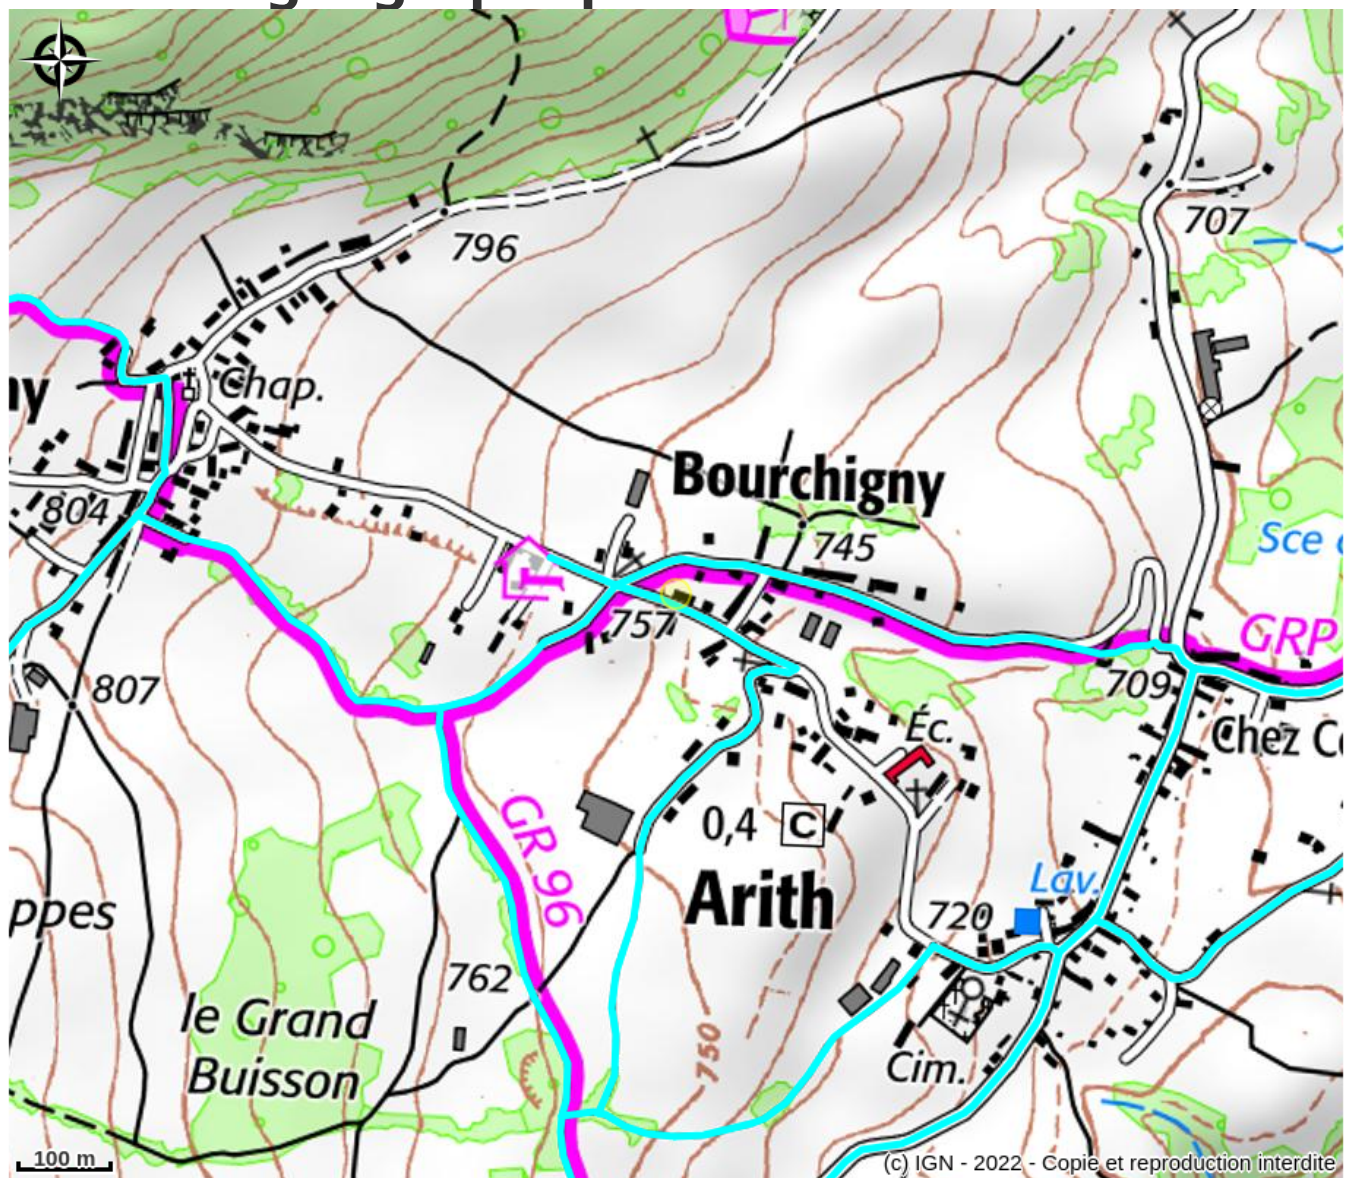 796
707
ny
Chap.
Bourchigny
804
745
Sce
757
GRP
807
709
Éc.
Chez C
GR 96
0,4 C
Lav.
ppes
Arith
720
762
le Grand
Buisson
750
Cim.
100 m
(c) IGN - 2022 - Copie et reproduction interdite